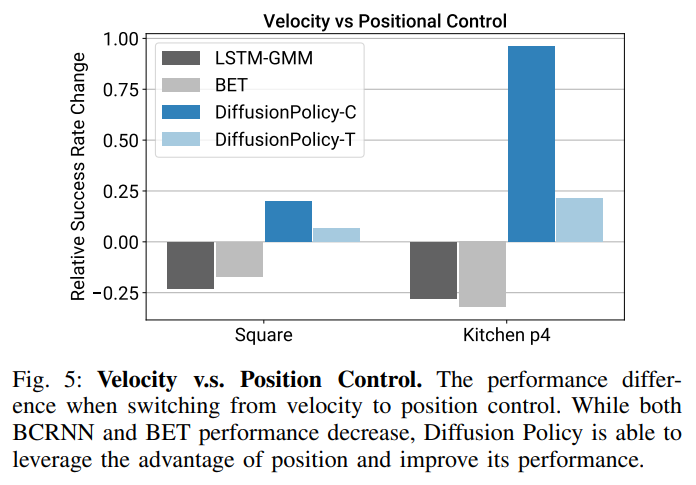 Velocity vs Positional Control
Relative Success Rate Change
1.00
0.75
0.50
0.25
0.00
−0.25
LSTM-GMM
BET
DiffusionPolicy-C
DiffusionPolicy-T
Square
Kitchen p4
Fig. 5: Velocity v.s. Position Control. The performance differ-
ence when switching from velocity to position control. While both
BCRNN and BET performance decrease, Diffusion Policy is able to
leverage the advantage of position and improve its performance.